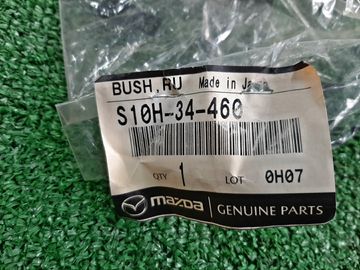 BUSH,RU Made in Japan
S10H-34-460
QTY 1 LOT 0H07
mazda GENUINE PARTS